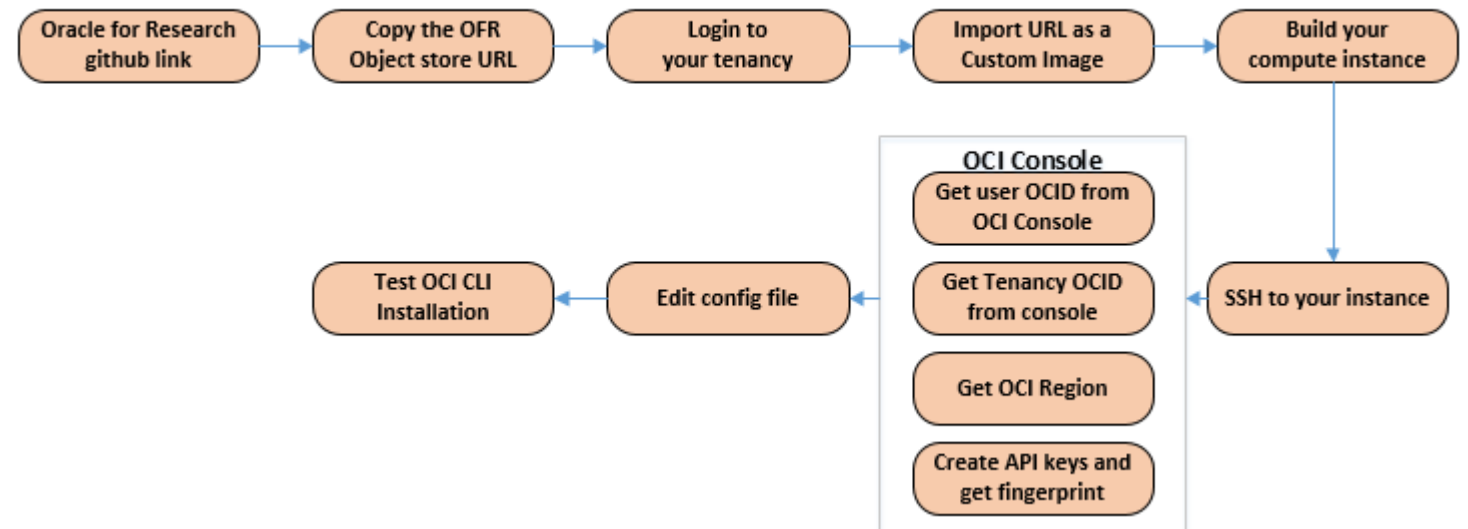 Oracle for Research
github link
Copy the OFR
Object store URL
Login to
your tenancy
Import URL as a
Custom Image
Build your
compute instance
SSH to your instance
OCI Console
Get user OCID from
OCI Console
Get Tenancy OCID
from console
Get OCI Region
Create API keys and
get fingerprint
Edit config file
Test OCI CLI
Installation